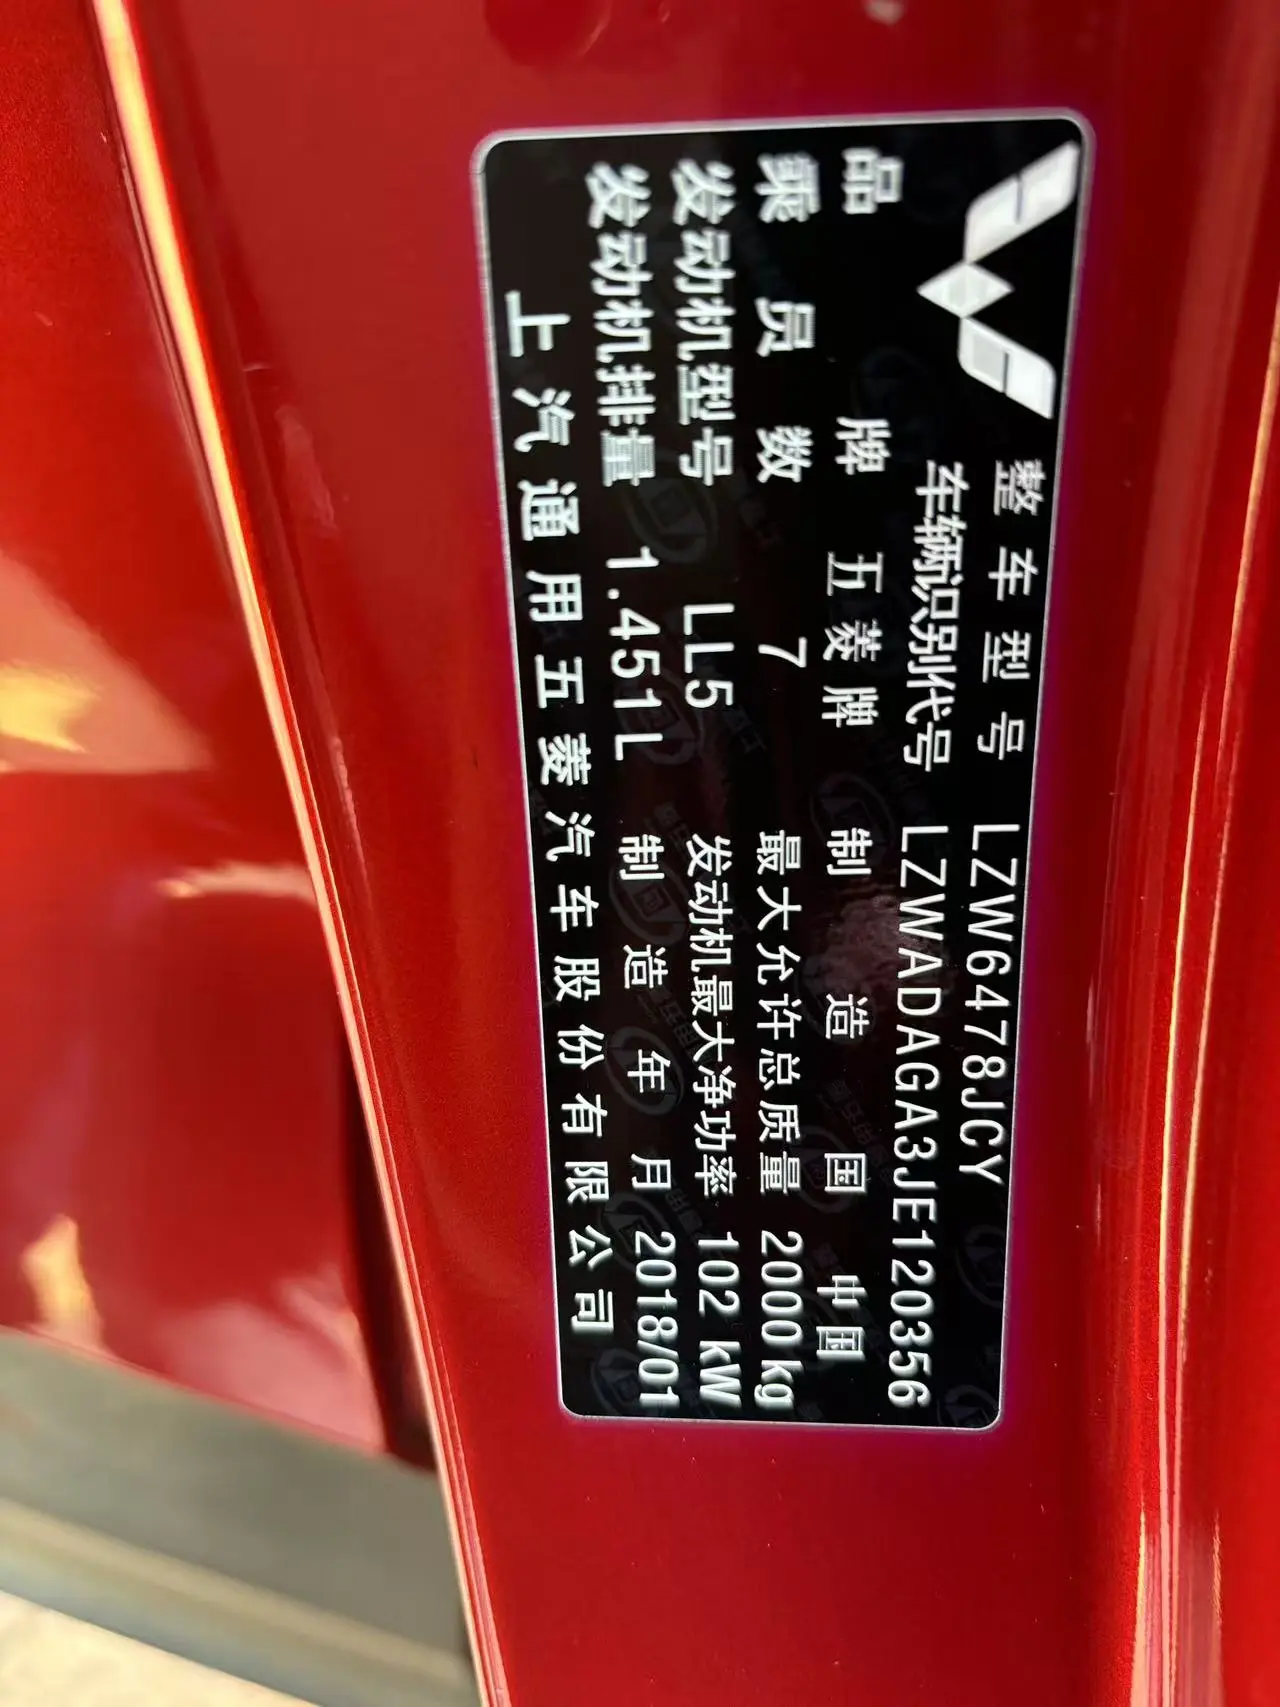 整车型号 LZW6478JCY
车辆识别代号 LZWADAGA3JE120356
品牌 五菱牌 制造国 中国
乘员数 7 最大允许总质量 2000 kg
发动机型号 LL5 发动机最大净功率 102 kW
发动机排量 1.451 L 制造年月 2018/01
上汽通用五菱汽车股份有限公司